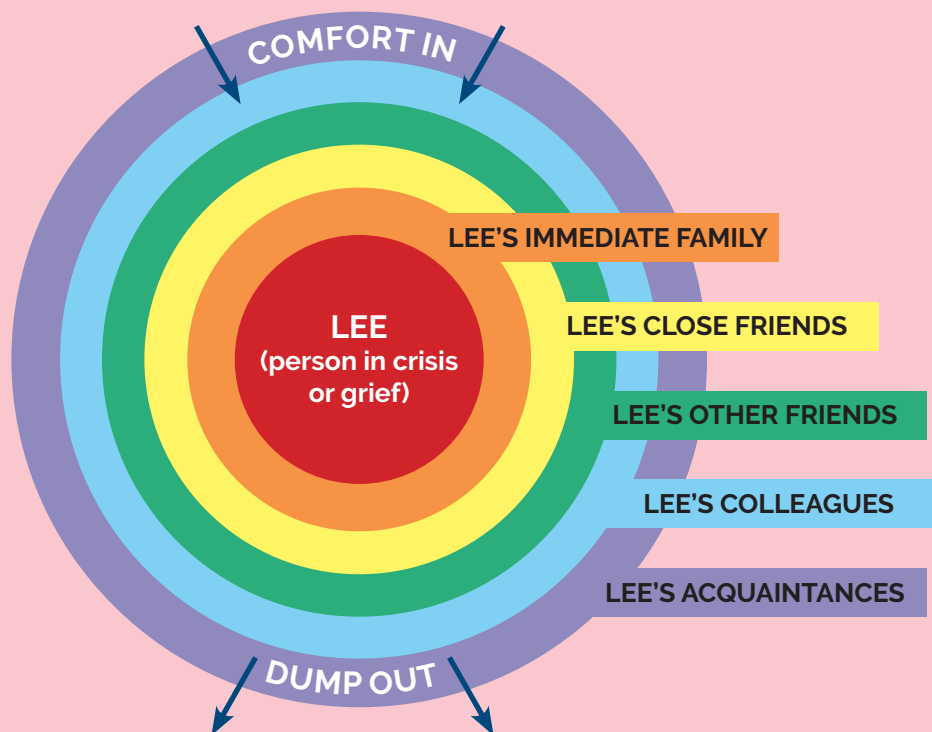 COMFORT IN
LEE’S IMMEDIATE FAMILY
LEE
(person in crisis
or grief)
LEE’S CLOSE FRIENDS
LEE’S OTHER FRIENDS
LEE’S COLLEAGUES
LEE’S ACQUAINTANCES
DUMP OUT